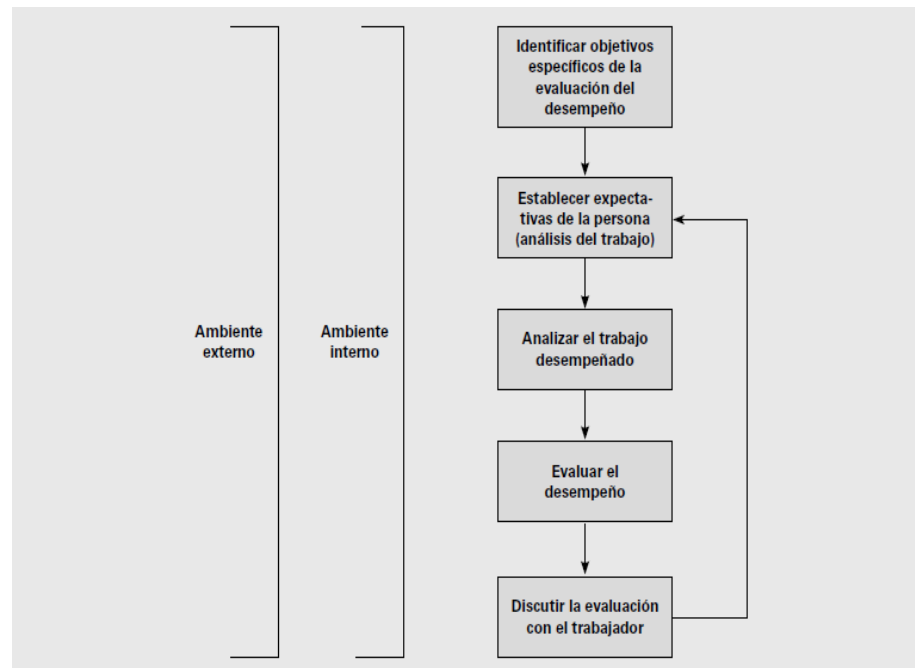 Identificar objetivos
específicos de la
evaluación del
desempeño
Establecer expecta-
tivas de la persona
(análisis del trabajo)
Ambiente
externo
Ambiente
interno
Analizar el trabajo
desempeñado
Evaluar el
desempeño
Discutir la evaluación
con el trabajador